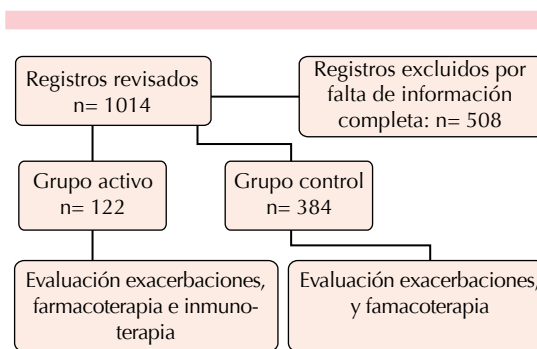 Registros revisados
n= 1014
Registros excluidos por
falta de información
completa: n= 508
Grupo activo
n= 122
Grupo control
n= 384
Evaluación exacerbaciones,
farmacoterapia e inmuno-
terapia
Evaluación exacerbaciones,
y famacoterapia